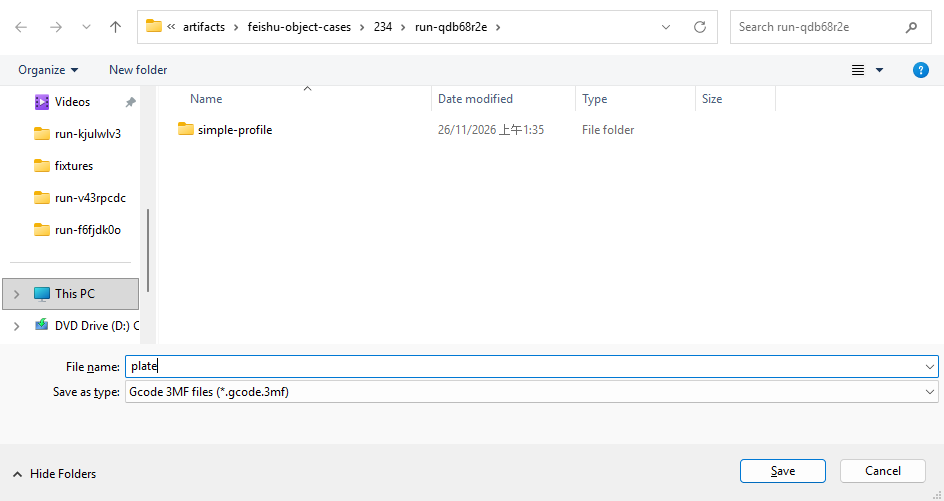 « artifacts › feishu-object-cases › 234 › run-qdb68r2e ›
Search run-qdb68r2e
Organize
New folder
Name
Date modified
Type
Size
Videos
run-kjulwlv3
fixtures
run-v43rpcdc
run-f6fjdk0o
This PC
DVD Drive (D:) C
simple-profile
26/11/2026 上午1:35
File folder
File name:
plate
Save as type:
Gcode 3MF files (*.gcode.3mf)
Hide Folders
Save
Cancel